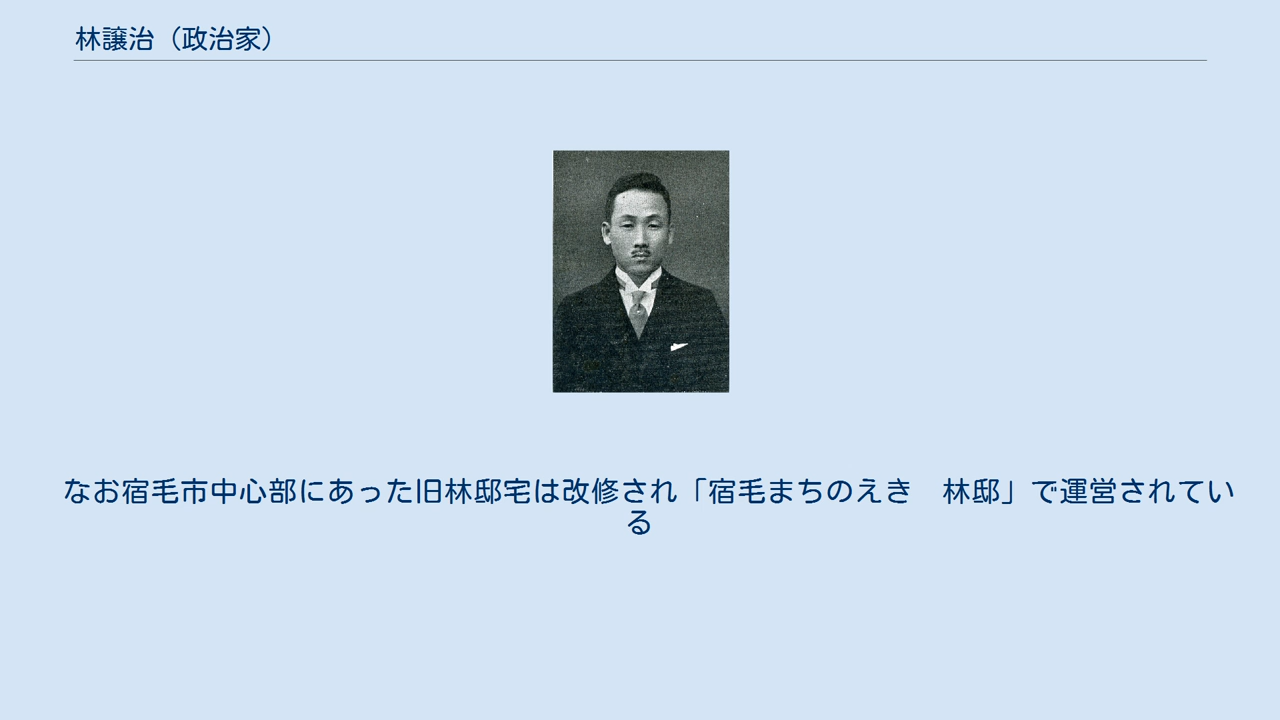 林譲治（政治家）
なお宿毛市中心部にあった旧林邸宅は改修され「宿毛まちのえき　林邸」で運営されてい
る